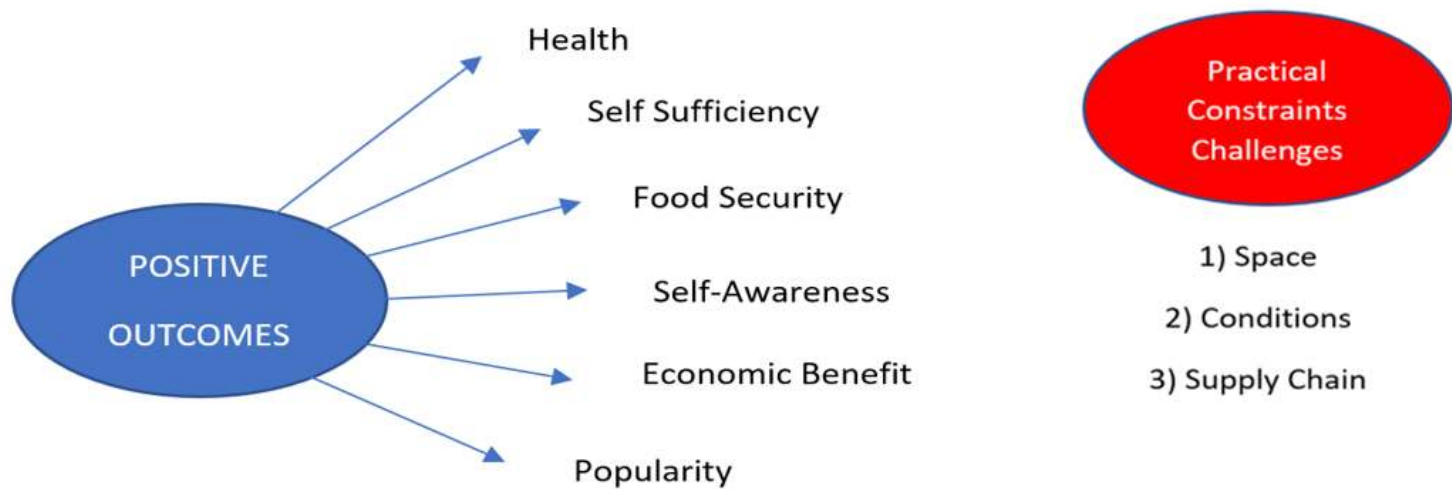 POSITIVE
OUTCOMES
Health
Self Sufficiency
Food Security
Self-Awareness
Economic Benefit
Popularity
Practical
Constraints
Challenges
1) Space
2) Conditions
3) Supply Chain